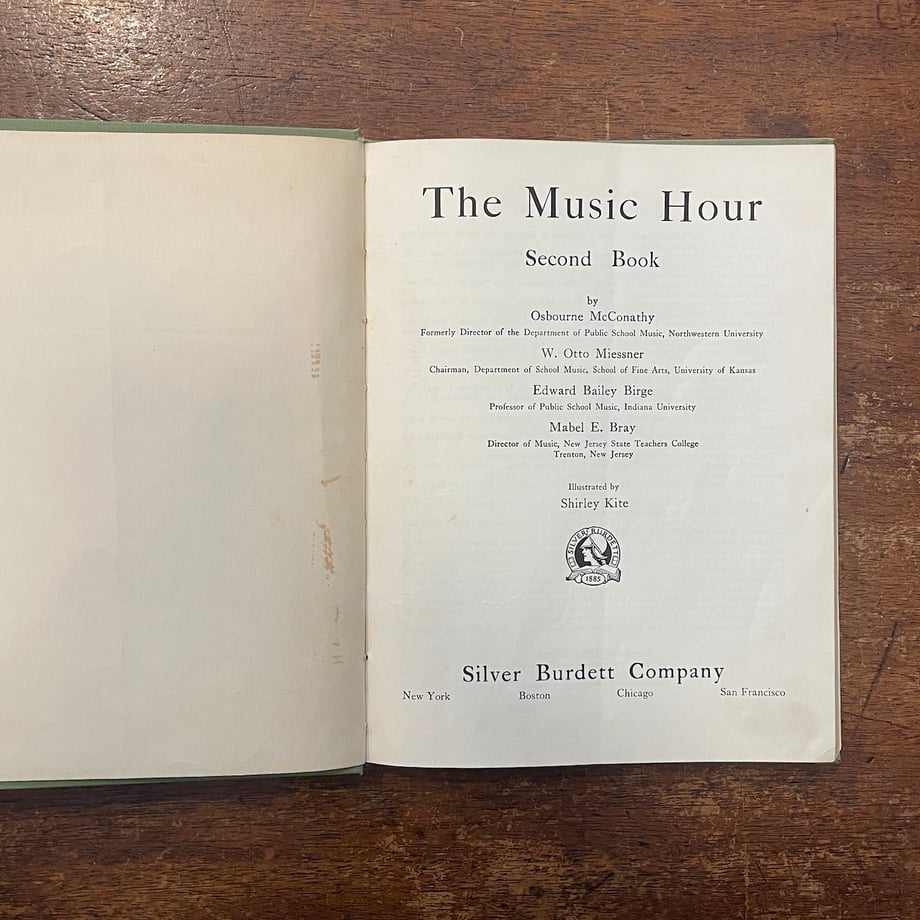 The Music Hour
Second Book
by
Osbourne McConathy
Formerly Director of the Department of Public School Music, Northwestern University
W. Otto Miessner
Chairman, Department of School Music, School of Fine Arts, University of Kansas
Edward Bailey Birge
Professor of Public School Music, Indiana University
Mabel E. Bray
Director of Music, New Jersey State Teachers College
Trenton, New Jersey
Illustrated by
Shirley Kite
SILVER BURDETT
1885
Silver Burdett Company
New York Boston Chicago San Francisco